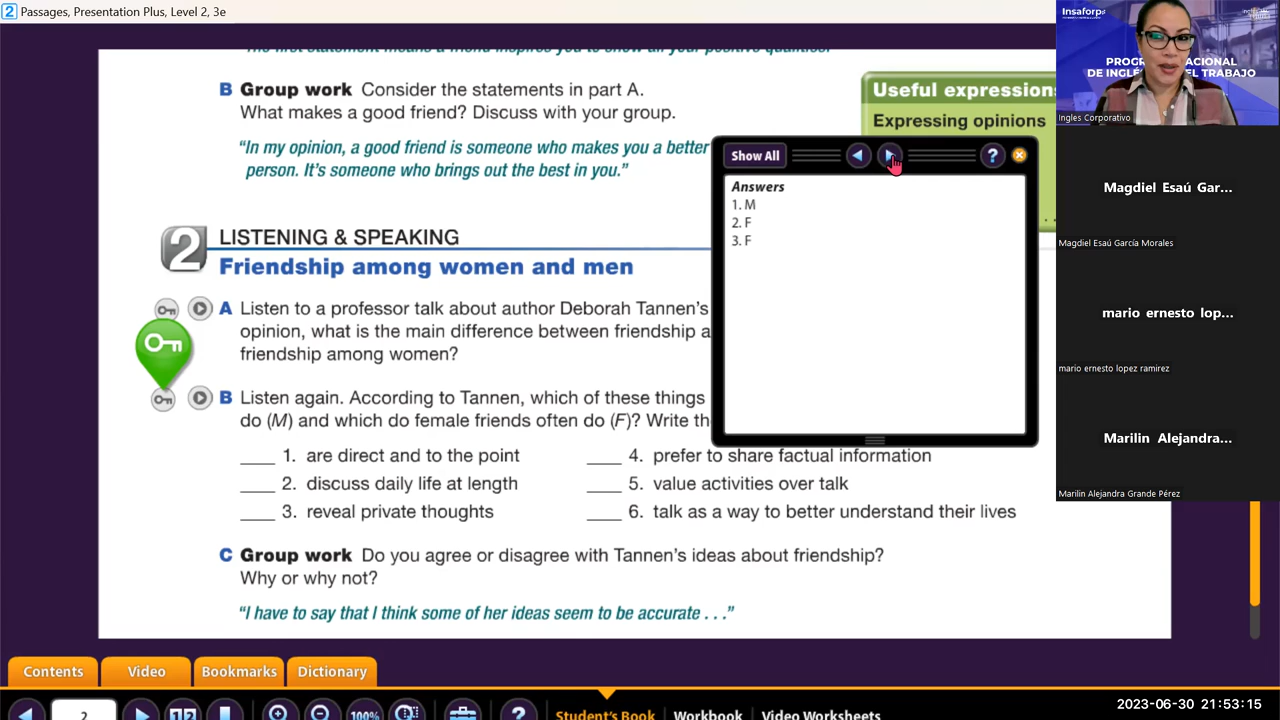 Passages, Presentation Plus, Level 2, 3e
B Group work Consider the statements in part A.
What makes a good friend? Discuss with your group.
"In my opinion, a good friend is someone who makes you a better
person. It's someone who brings out the best in you."
Useful expressions
Expressing opinions
Show All
?
Answers
1. M
2. F
3. F
2
LISTENING & SPEAKING
Friendship among women and men
A Listen to a professor talk about author Deborah Tannen's
opinion, what is the main difference between friendship a
friendship among women?
B Listen again. According to Tannen, which of these things
do (M) and which do female friends often do (F)? Write th
____ 1. are direct and to the point
____ 2. discuss daily life at length
____ 3. reveal private thoughts
____ 4. prefer to share factual information
____ 5. value activities over talk
____ 6. talk as a way to better understand their lives
C Group work Do you agree or disagree with Tannen's ideas about friendship?
Why or why not?
"I have to say that I think some of her ideas seem to be accurate . . ."
Contents
Video
Bookmarks
Dictionary
2
100%
?
Student's Book
Workbook
Video Worksheets
Insaforp
Ingles Corporativo
Magdiel Esaú Gar...
Magdiel Esaú García Morales
mario ernesto lop...
mario ernesto lopez ramirez
Marilin Alejandra...
Marilin Alejandra Grande Pérez
2023-06-30 21:53:15